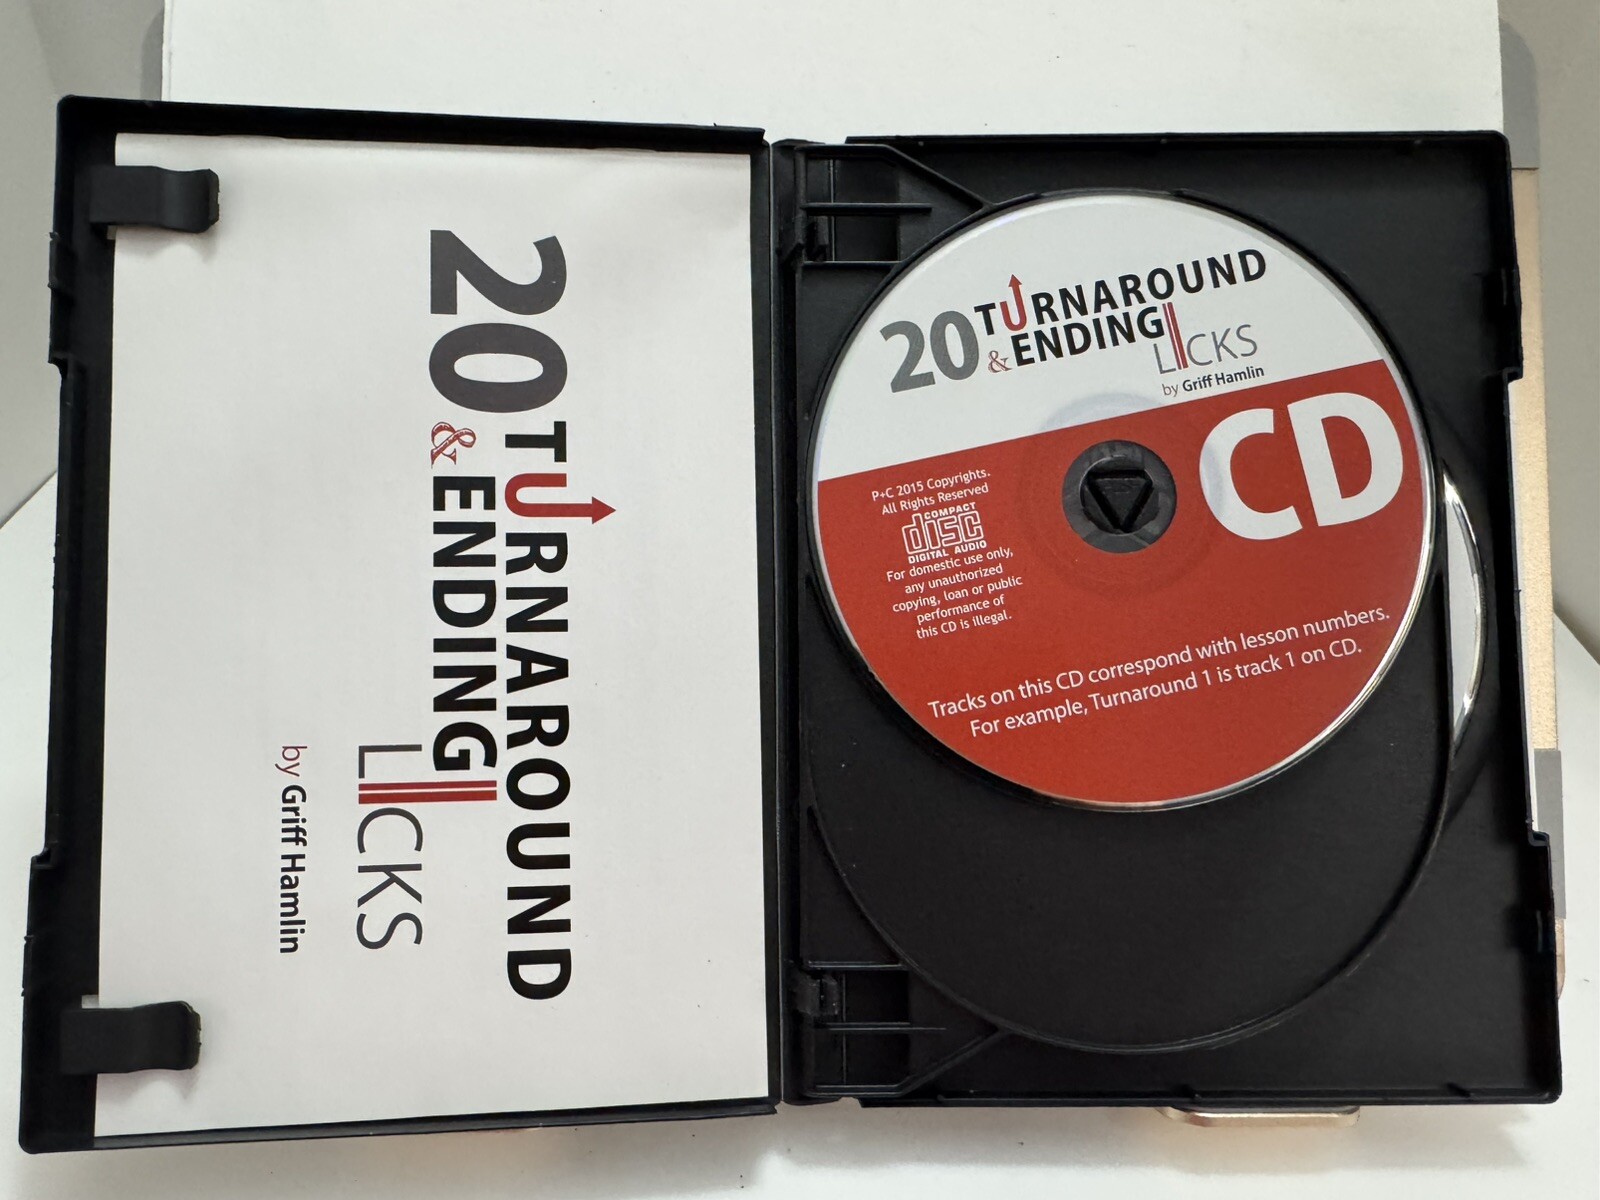 20 TURNAROUND
& ENDING
LICKS
by Griff Hamlin
20 TURNAROUND
& ENDING
LICKS
by Griff Hamlin
CD
P+C 2015 Copyrights.
All Rights Reserved
COMPACT
disc
DIGITAL AUDIO
For domestic use only,
any unauthorized
copying, loan or public
performance of
this CD is illegal.
Tracks on this CD correspond with lesson numbers.
For example, Turnaround 1 is track 1 on CD.